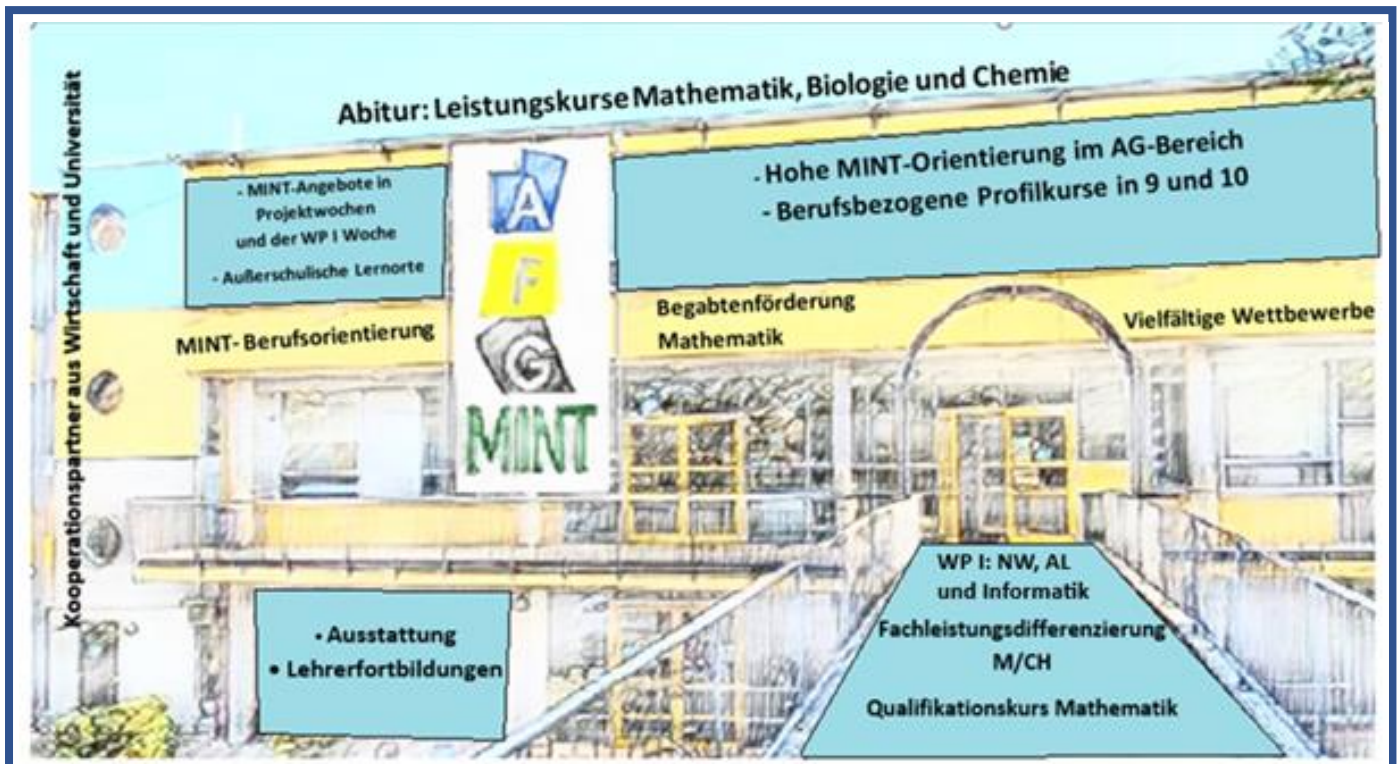 Abitur: Leistungskurse Mathematik, Biologie und Chemie
Kooperationspartner aus Wirtschaft und Universität
- MINT-Angebote in
Projektwochen
und der WP I Woche
- Außerschulische Lernorte
A
F
G
MINT
- Hohe MINT-Orientierung im AG-Bereich
- Berufsbezogene Profilkurse in 9 und 10
MINT- Berufsorientierung
Begabtenförderung
Mathematik
Vielfältige Wettbewerbe
• Ausstattung
• Lehrerfortbildungen
WP I: NW, AL
und Informatik
Fachleistungsdifferenzierung
M/CH
Qualifikationskurs Mathematik